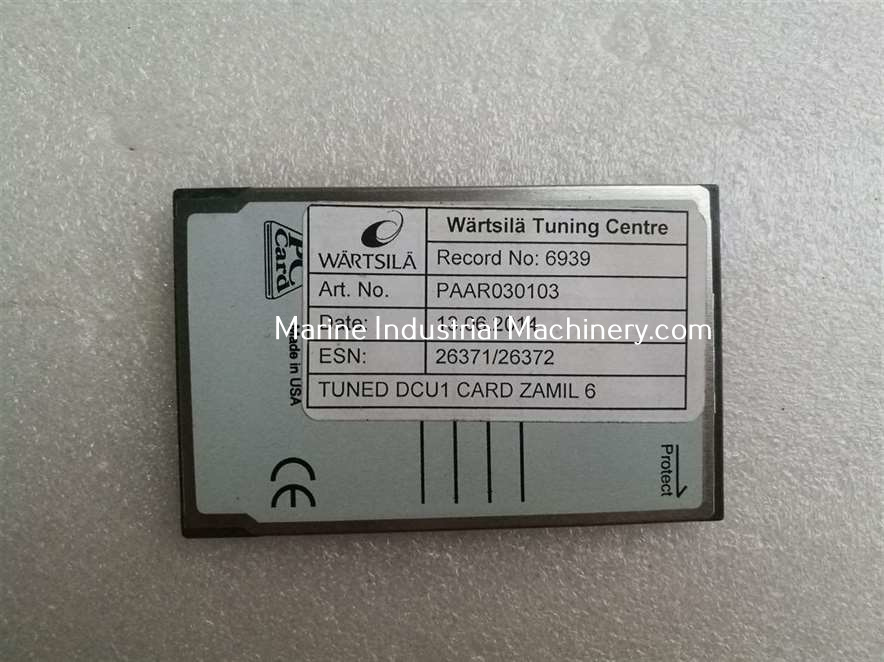 PC Card
Made in USA
WÄRTSILÄ
Wärtsilä Tuning Centre
Record No: 6939
Art. No. PAAR030103
Date:
ESN: 26371/26372
TUNED DCU1 CARD ZAMIL 6
Marine Industrial Machinery.com
CE
Protect